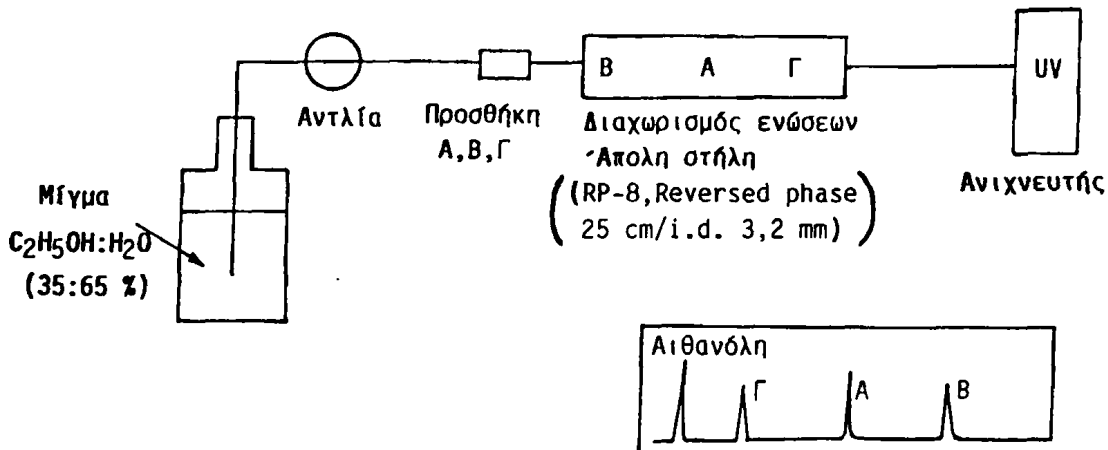 Β Α Γ
UV
Αντλία
Προσθήκη
Α,Β,Γ
Διαχωρισμός ενώσεων
Άπολη στήλη
((RP-8,Reversed phase
25 cm/i.d. 3,2 mm)
Ανιχνευτής
Μίγμα
C₂H₅OH:H₂O
(35:65 %)
Αιθανόλη
Γ Α Β